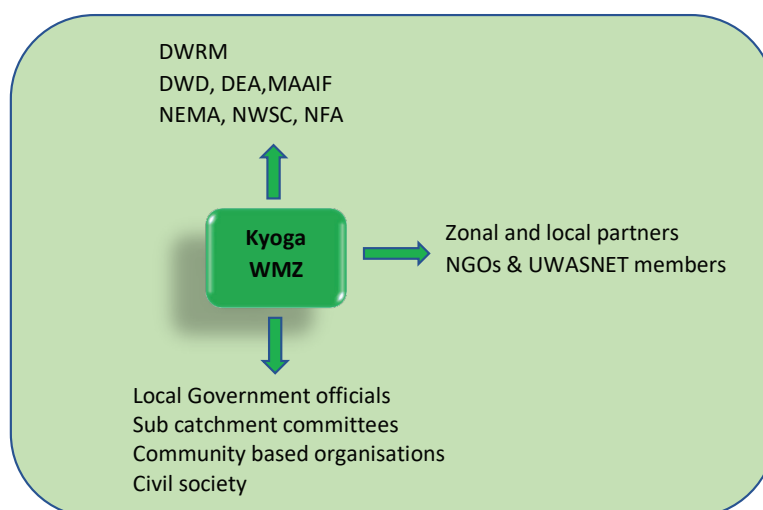 DWRM
DWD, DEA,MAAIF
NEMA, NWSC, NFA
Kyoga
WMZ
Zonal and local partners
NGOs & UWASNET members
Local Government officials
Sub catchment committees
Community based organisations
Civil society